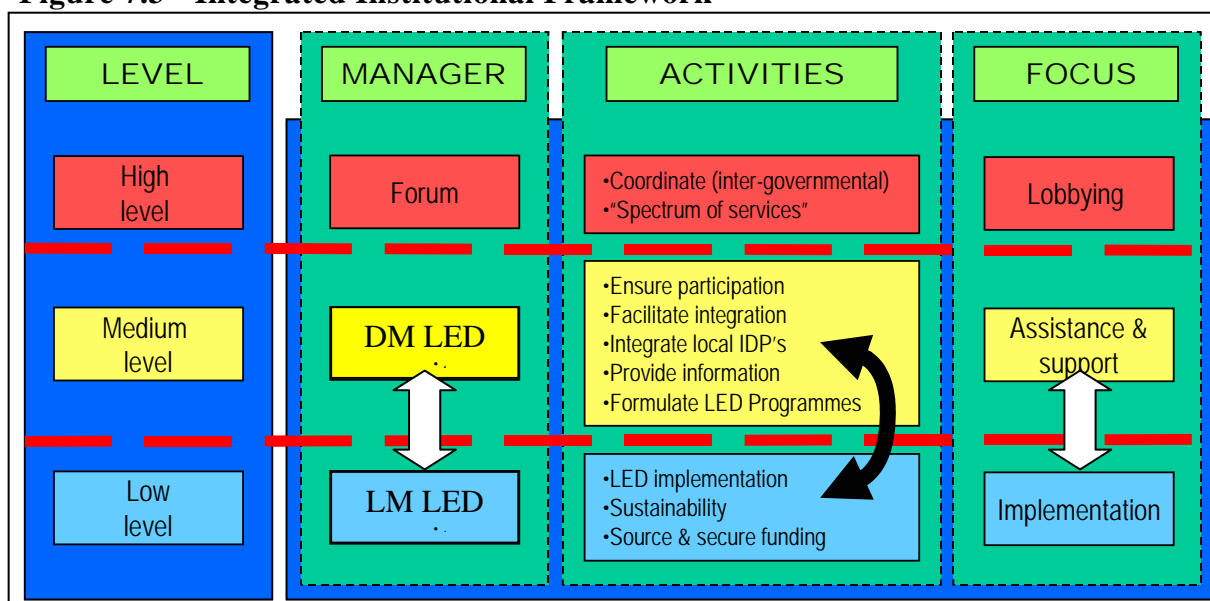 Figure 7.3 Integrated Institutional Framework
LEVEL
MANAGER
ACTIVITIES
FOCUS
High
level
Forum
•Coordinate (inter-governmental)
•"Spectrum of services"
Lobbying
Medium
level
DM LED
•Ensure participation
•Facilitate integration
•Integrate local IDP's
•Provide information
•Formulate LED Programmes
Assistance &
support
Low
level
LM LED
•LED implementation
•Sustainability
•Source & secure funding
Implementation